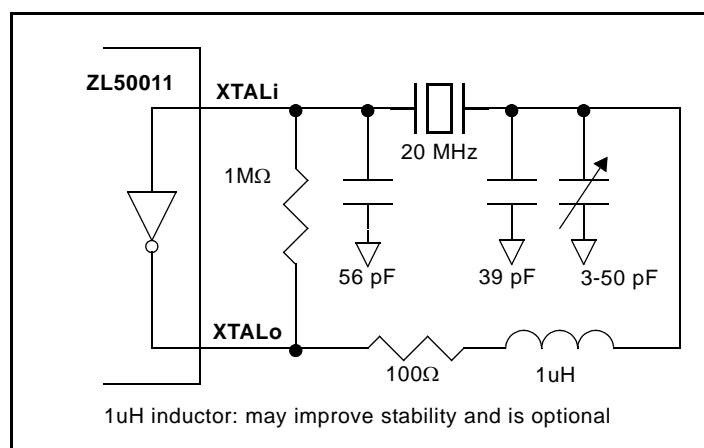 ZL50011
XTALi
20 MHz
1MΩ
56 pF
39 pF
3-50 pF
XTALo
100Ω
1uH
1uH inductor: may improve stability and is optional